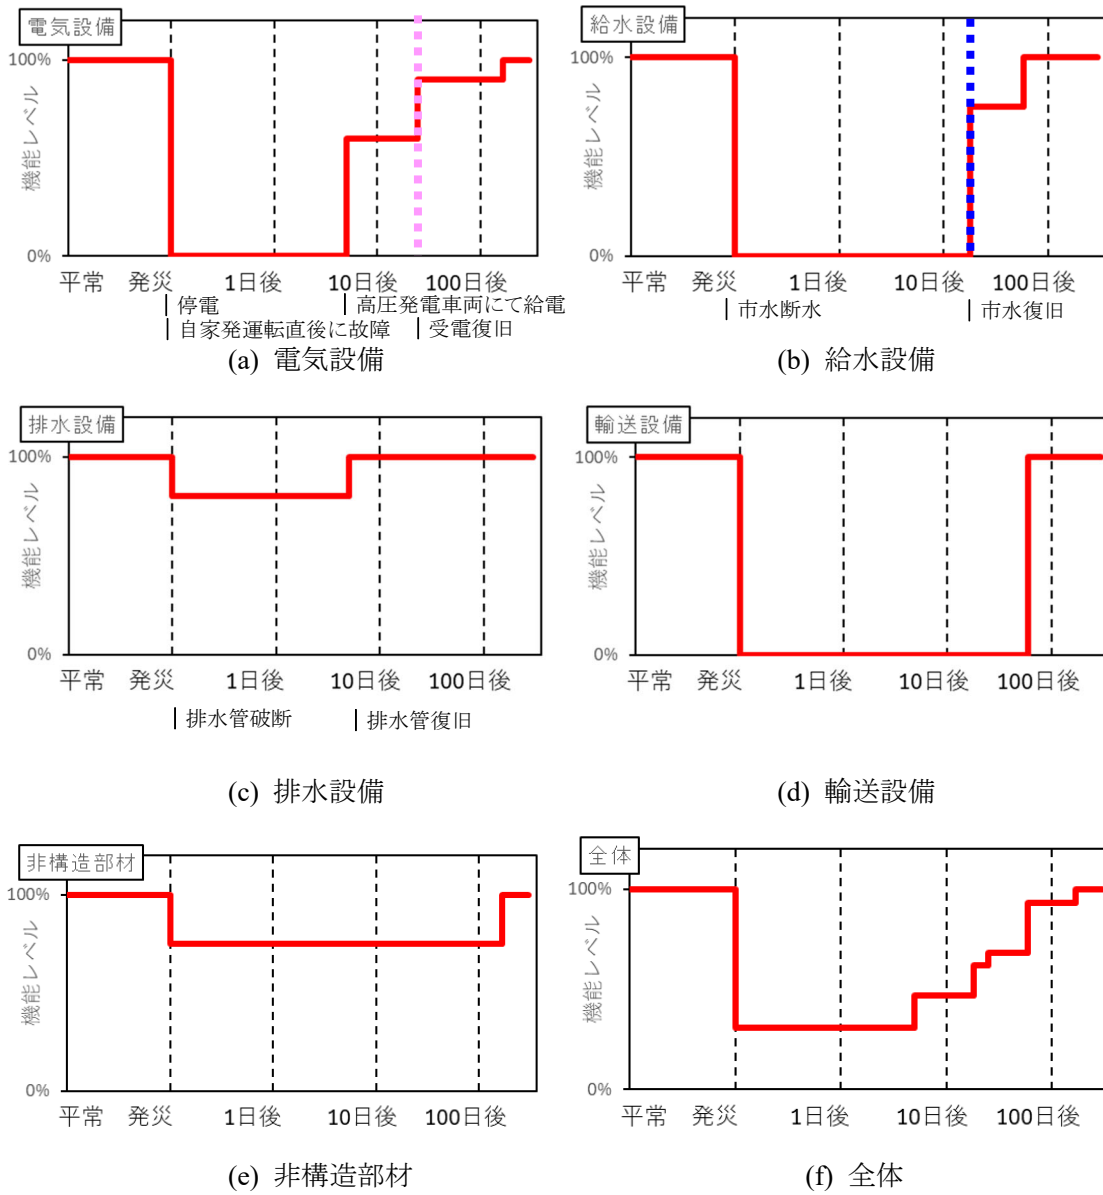 電気設備
100%
機能レベル
0%
平常 発災 1日後 10日後 100日後
停電
高圧発電車両にて給電
自家発運転直後に故障
受電復旧
(a) 電気設備
給水設備
100%
機能レベル
0%
平常 発災 1日後 10日後 100日後
市水断水
市水復旧
(b) 給水設備
排水設備
100%
機能レベル
0%
平常 発災 1日後 10日後 100日後
排水管破断
排水管復旧
(c) 排水設備
輸送設備
100%
機能レベル
0%
平常 発災 1日後 10日後 100日後
(d) 輸送設備
非構造部材
100%
機能レベル
0%
平常 発災 1日後 10日後 100日後
(e) 非構造部材
全体
100%
機能レベル
0%
平常 発災 1日後 10日後 100日後
(f) 全体